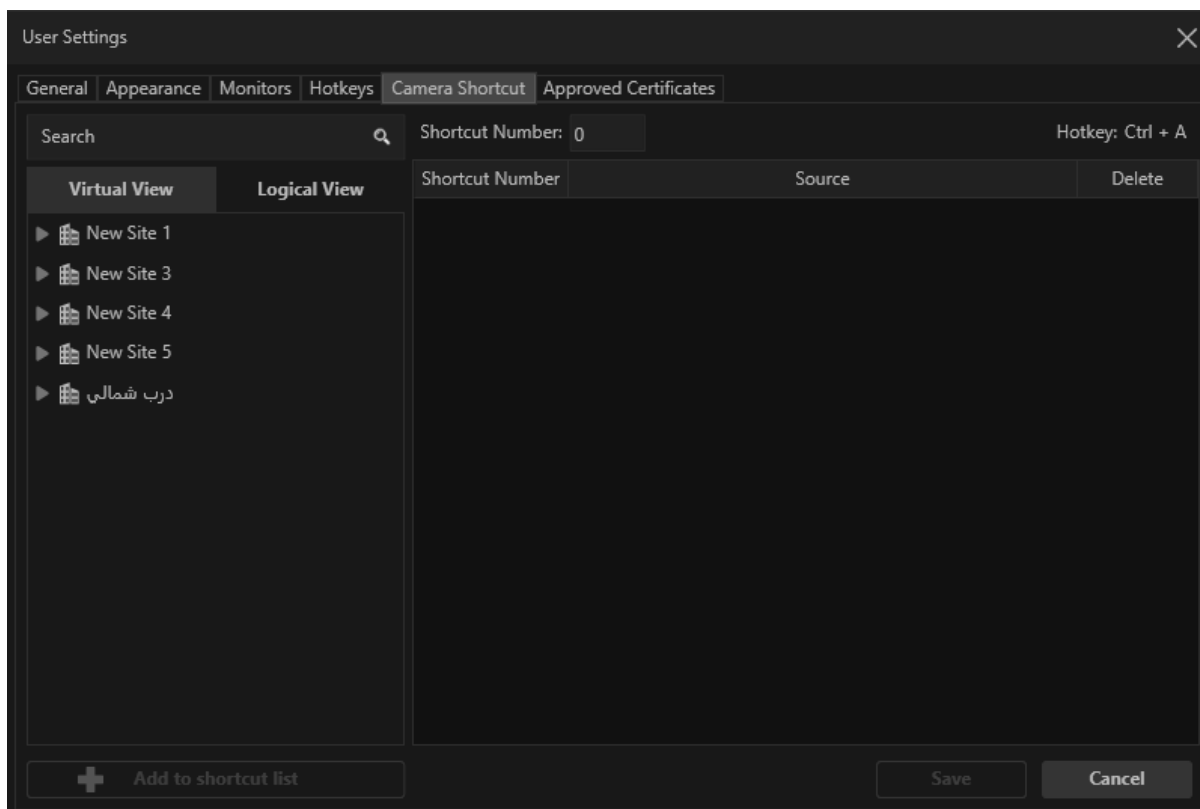 User Settings
General Appearance Monitors Hotkeys Camera Shortcut Approved Certificates
Search
Shortcut Number: 0
Hotkey: Ctrl + A
Virtual View Logical View
Shortcut Number Source Delete
New Site 1
New Site 3
New Site 4
New Site 5
درب شمالي
Add to shortcut list
Save
Cancel